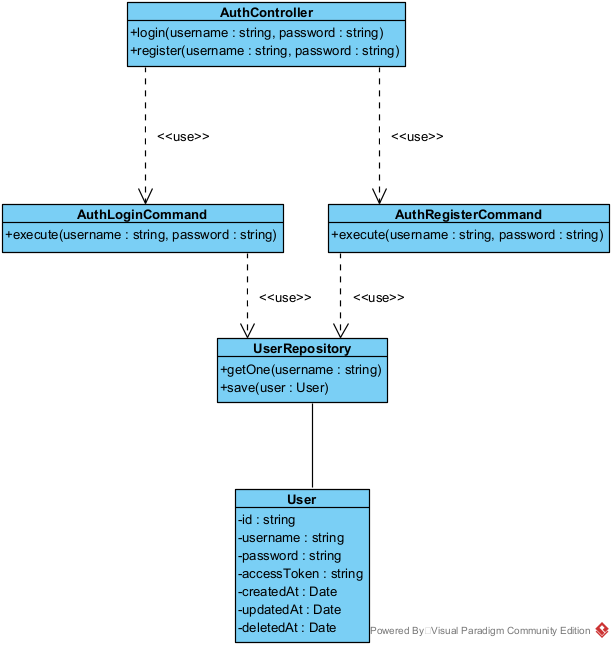 AuthController
+login(username : string, password : string)
+register(username : string, password : string)
<<use>>
<<use>>
AuthLoginCommand
+execute(username : string, password : string)
AuthRegisterCommand
+execute(username : string, password : string)
<<use>>
<<use>>
UserRepository
+getOne(username : string)
+save(user : User)
User
-id : string
-username : string
-password : string
-accessToken : string
-createdAt : Date
-updatedAt : Date
-deletedAt : Date
Powered By Visual Paradigm Community Edition